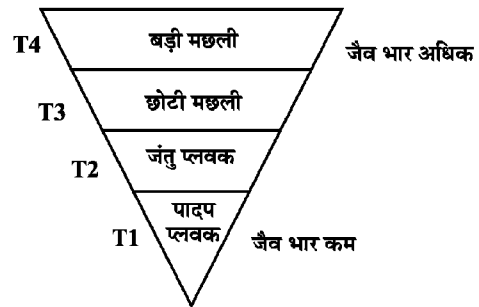 T4
बड़ी मछली
जैव भार अधिक
T3
छोटी मछली
T2
जंतु प्लवक
T1
पादप
प्लवक
जैव भार कम